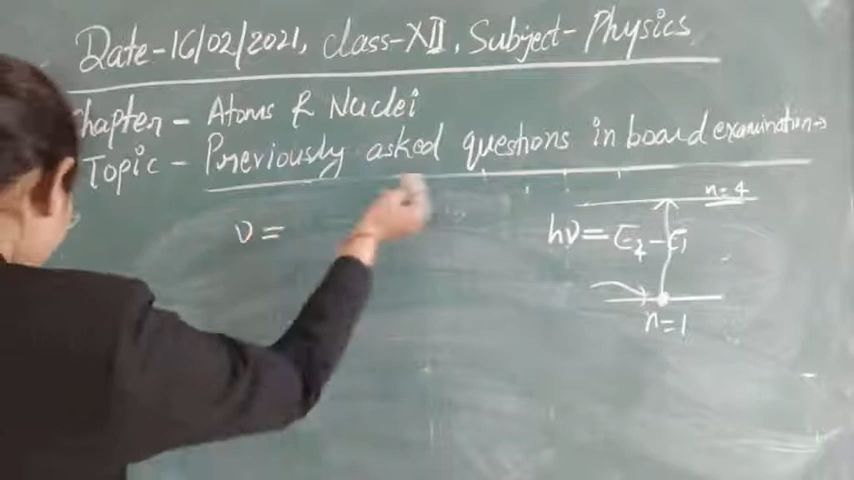 Date-16/02/2021, class-XII, Subject- Physics
Chapter - Atoms & Nuclei
Topic - Previously asked questions in board examination→
n=4
ν =
hν = E₄-E₁
n=1